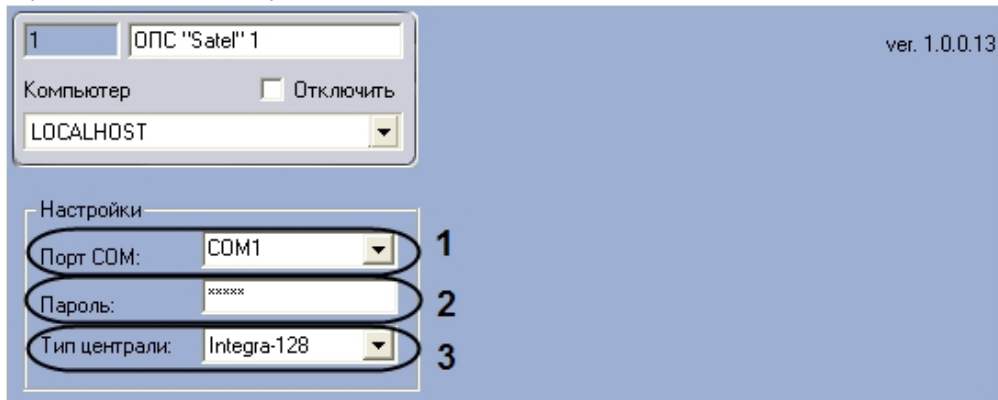 1 ОПС "Satel" 1
ver. 1.0.0.13
Компьютер Отключить
LOCALHOST
Настройки
Порт COM: COM1 1
Пароль: ***** 2
Тип централи: Integra-128 3